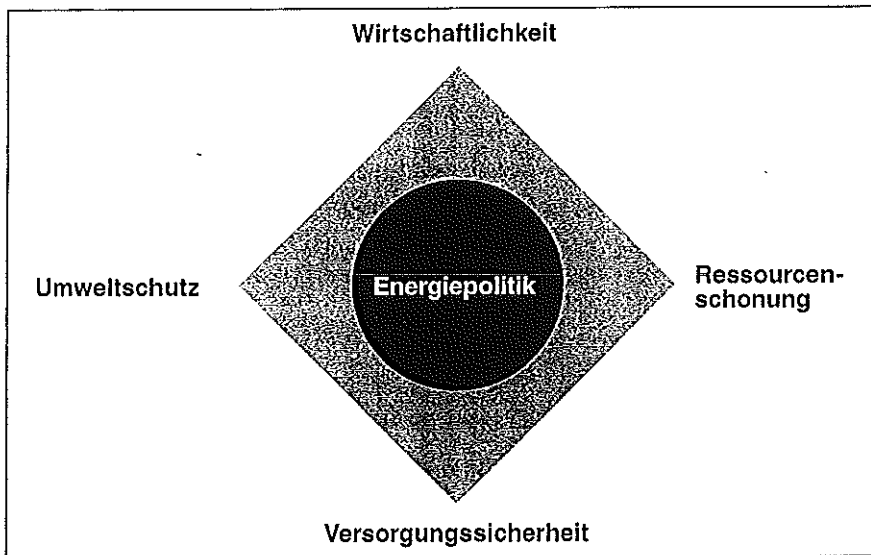 Wirtschaftlichkeit
Umweltschutz
Energiepolitik
Ressourcen-
schonung
Versorgungssicherheit